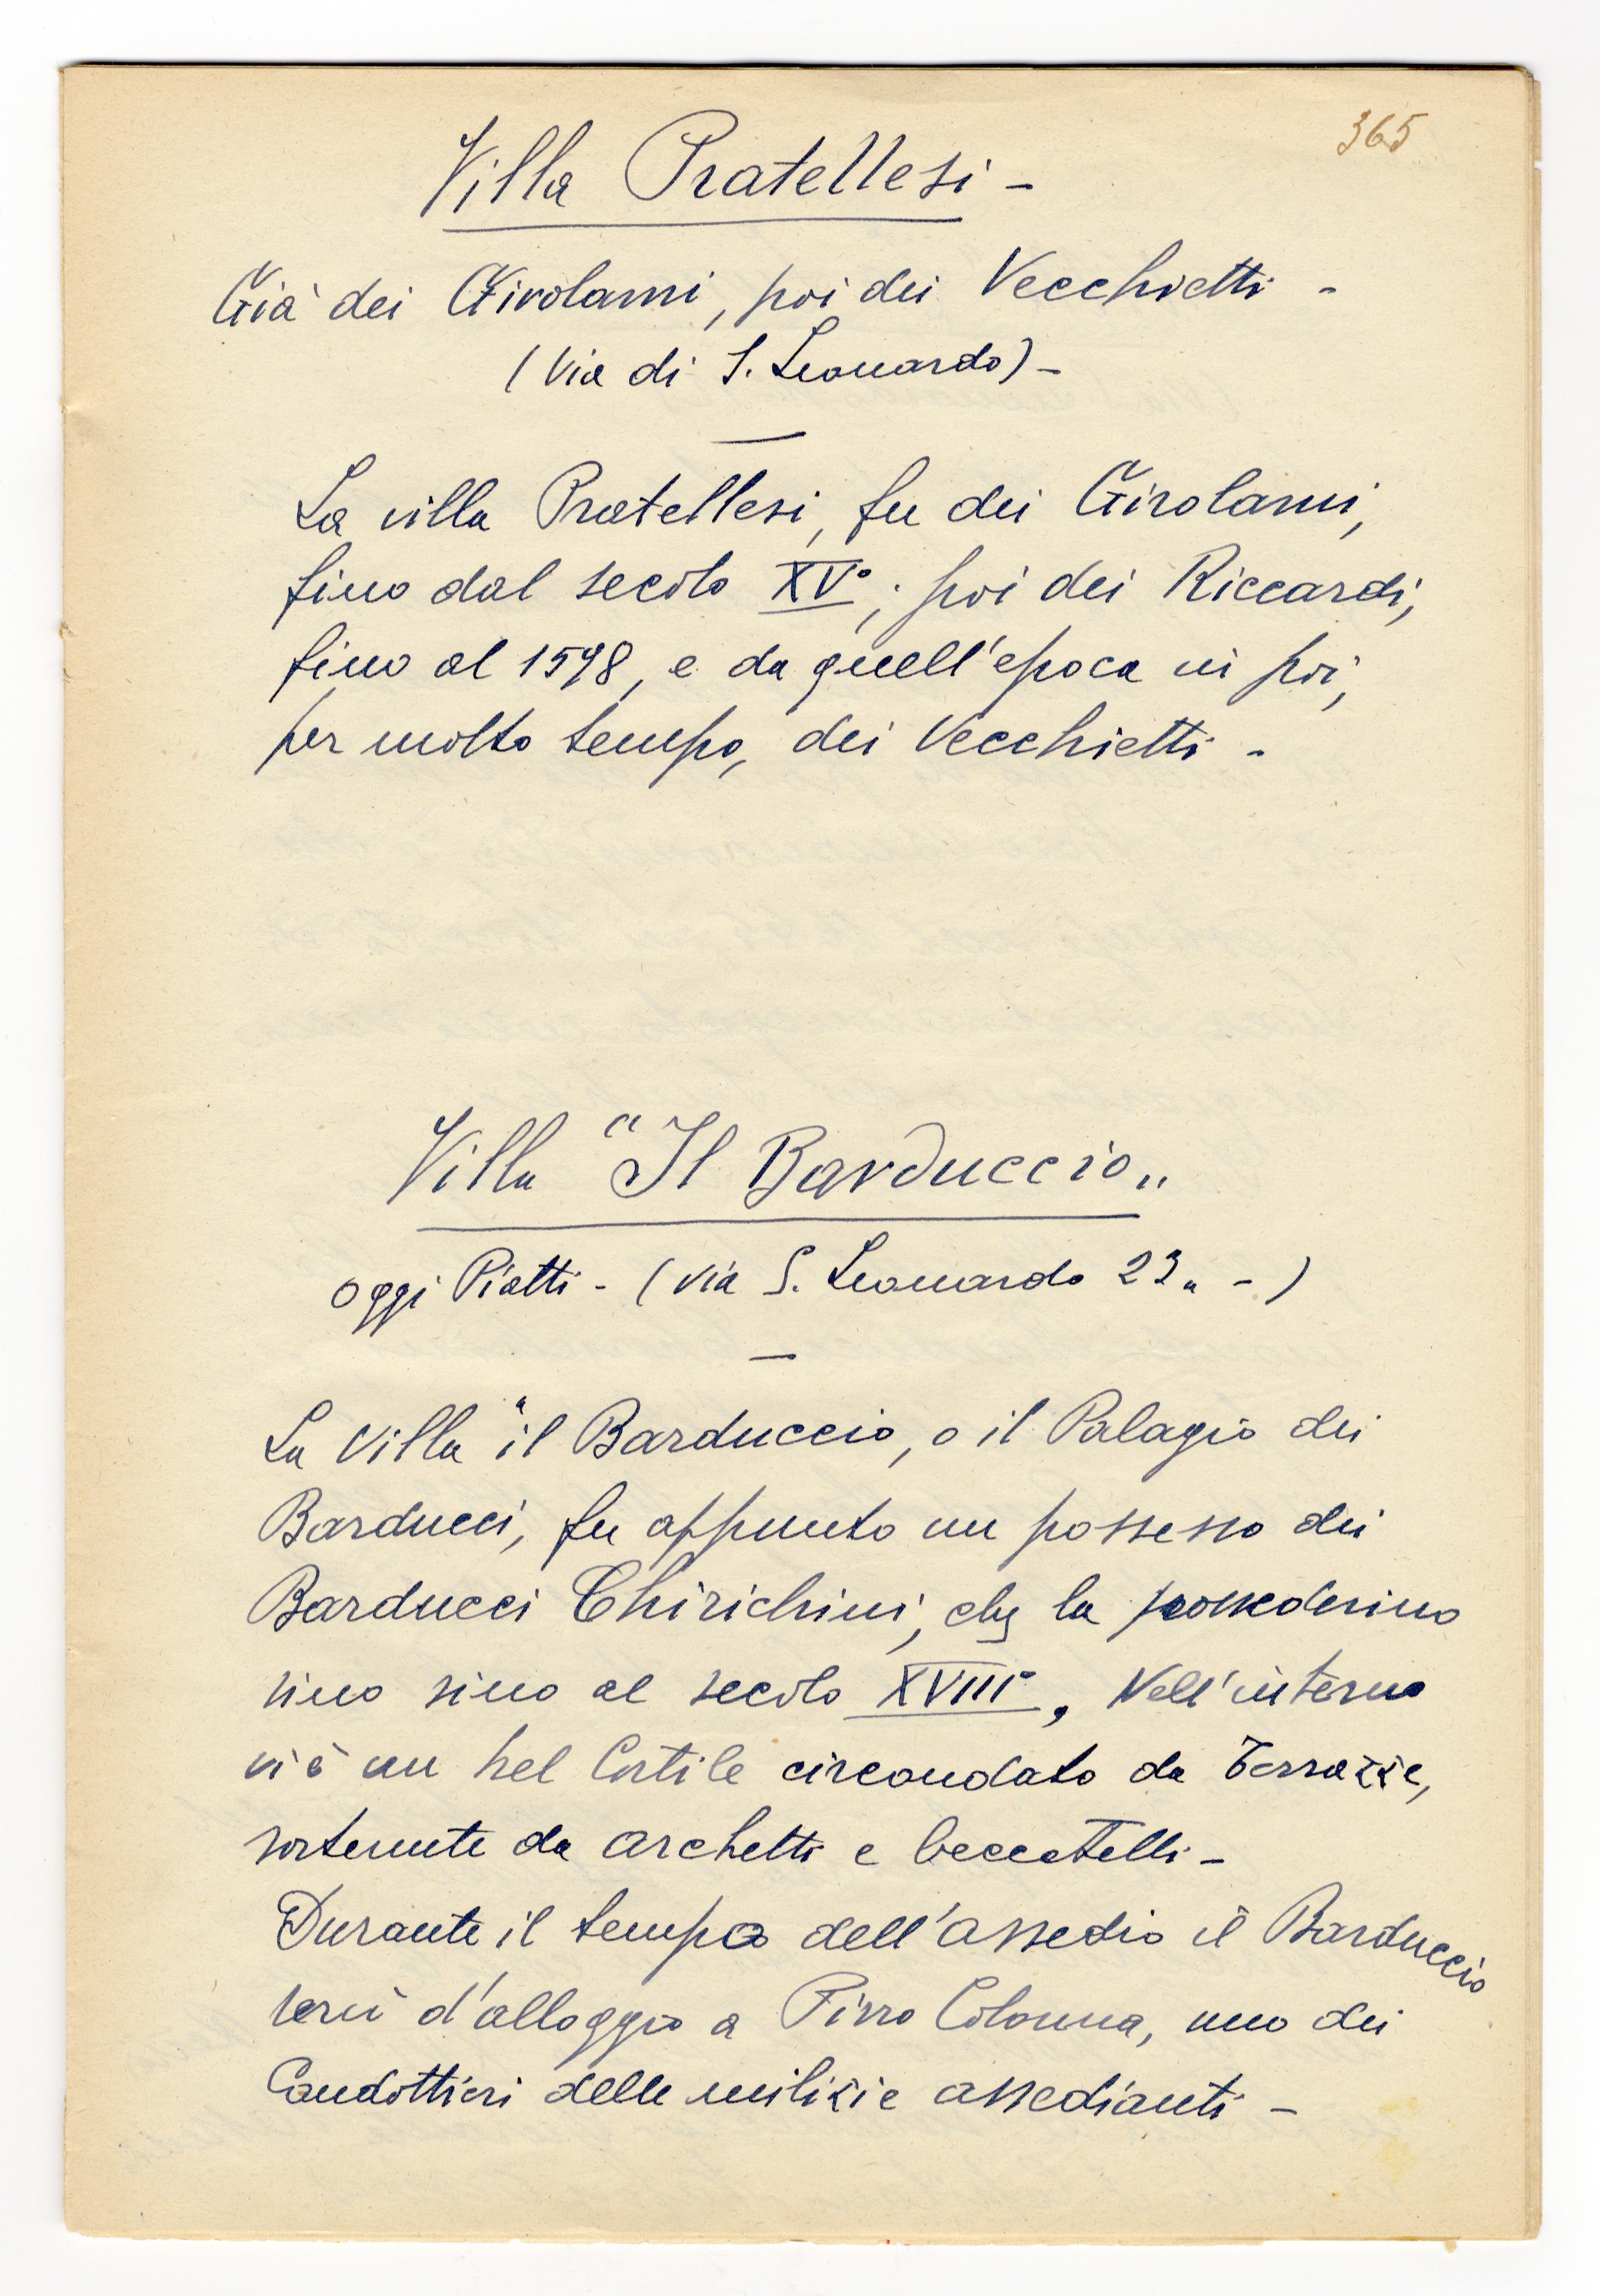 365
Villa Pratellesi -
Già dei Girolami, poi dei Vecchietti -
(Via di S. Leonardo) -
La villa Pratellesi, fu dei Girolami,
fino dal secolo XV°; poi dei Riccardi,
fino al 1598, e da quell'epoca in poi,
per molto tempo, dei Vecchietti -
Villa "Il Barduccio„
oggi Piatti - (via S. Leonardo 23„ - )
La Villa "il Barduccio, o il Palagio dei
Barducci, fu appunto un possesso dei
Barducci Chirichini, che la possederino
sino sino al secolo XVIII°, Nell'interno
vi è un bel Cortile circondato da Terrazze,
sostenute da archetti e beccatelli -
Durante il tempo dell'assedio il Barduccio
servì d'alloggio a Pirro Colonna, uno dei
Condottieri delle milizie assedianti -